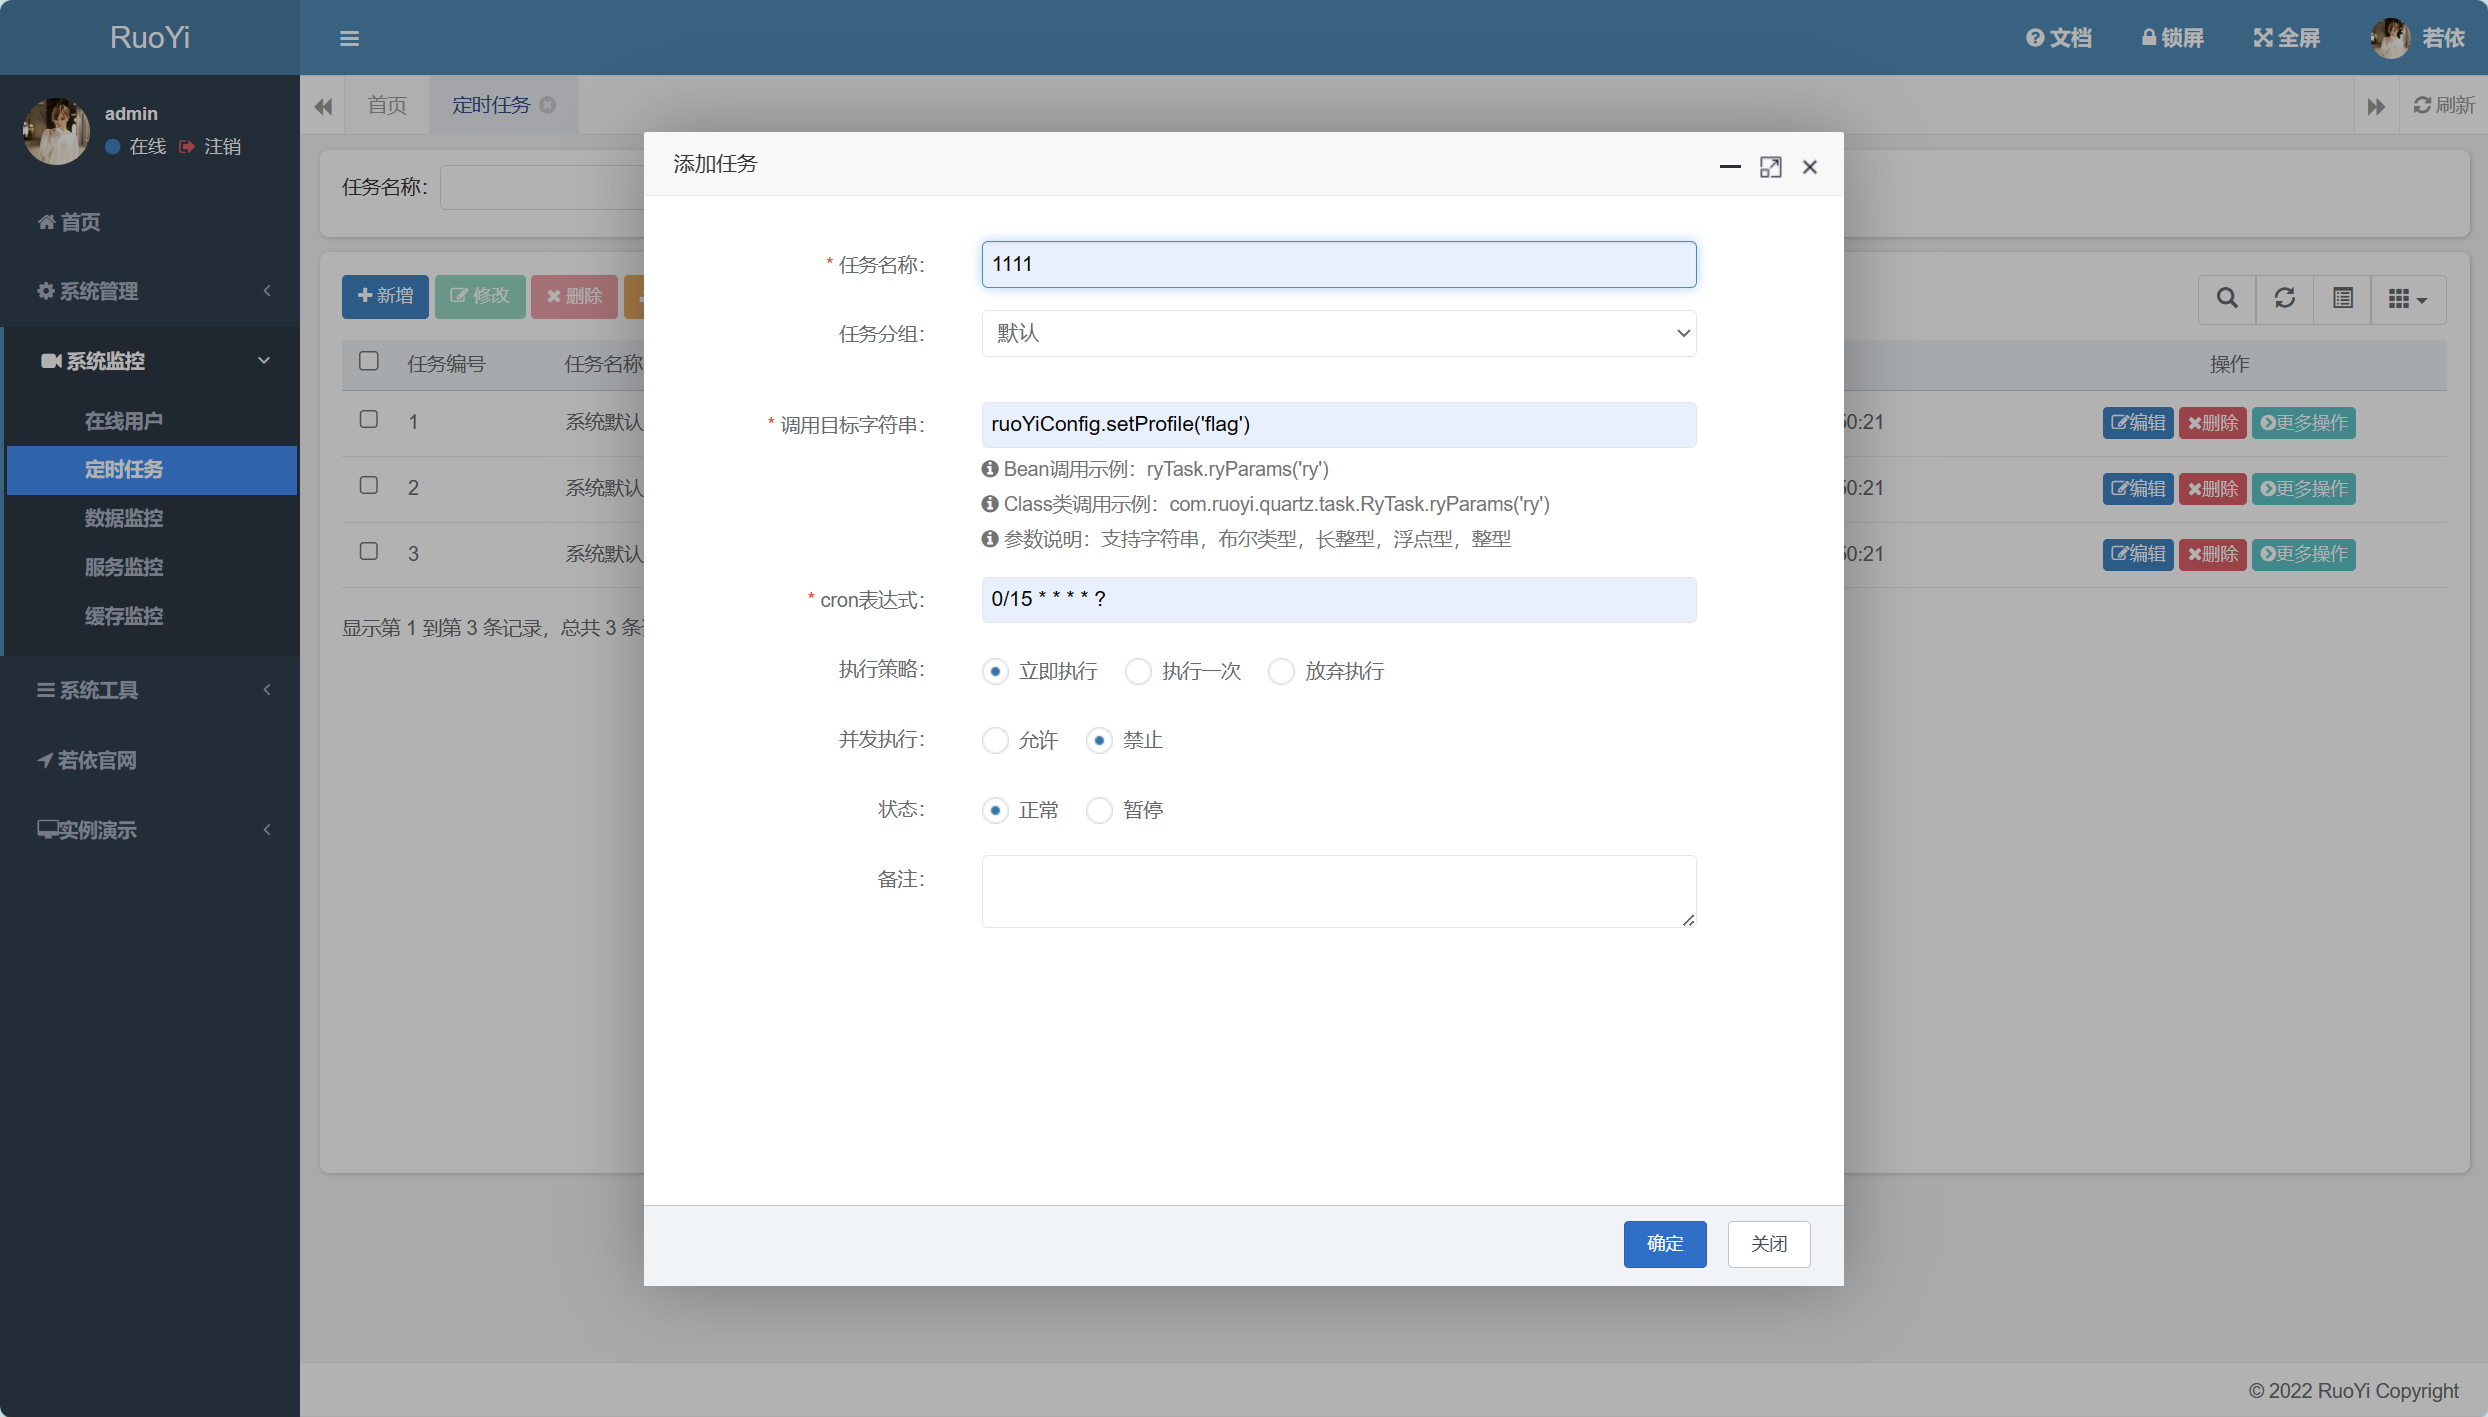 RuoYi
文档
锁屏
全屏
若依
admin
在线
注销
首页
定时任务
刷新
首页
系统管理
系统监控
在线用户
定时任务
数据监控
服务监控
缓存监控
系统工具
若依官网
实例演示
任务名称：
新增
修改
删除
任务编号
任务名称
操作
1
系统默认
0:21
编辑
删除
更多操作
2
系统默认
0:21
编辑
删除
更多操作
3
系统默认
0:21
编辑
删除
更多操作
显示第 1 到第 3 条记录，总共 3 条
添加任务
* 任务名称：
1111
任务分组：
默认
* 调用目标字符串：
ruoYiConfig.setProfile('flag')
Bean调用示例：ryTask.ryParams('ry')
Class类调用示例：com.ruoyi.quartz.task.RyTask.ryParams('ry')
参数说明：支持字符串，布尔类型，长整型，浮点型，整型
* cron表达式：
0/15 * * * * ?
执行策略：
立即执行
执行一次
放弃执行
并发执行：
允许
禁止
状态：
正常
暂停
备注：
确定
关闭
© 2022 RuoYi Copyright